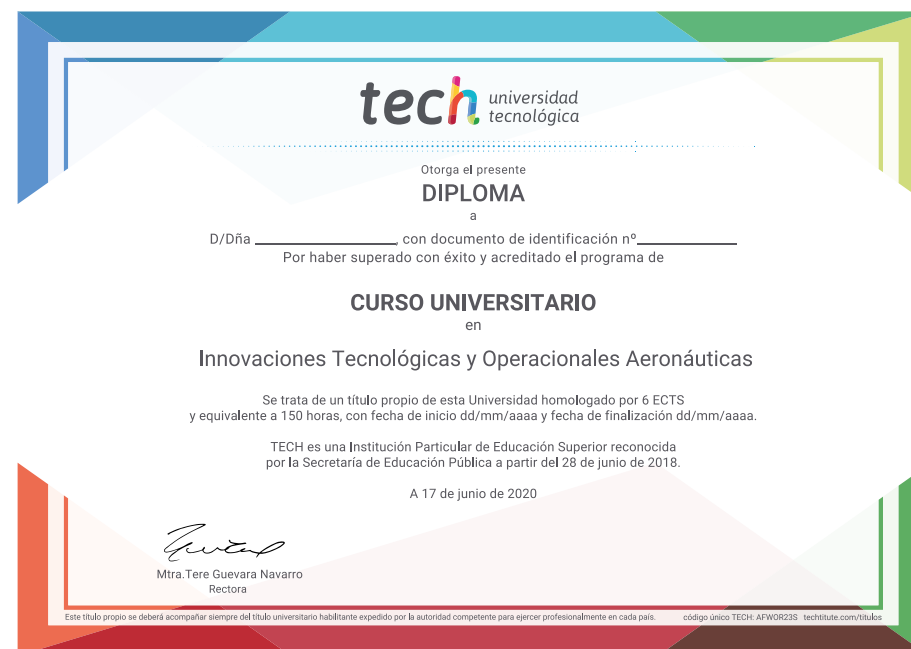 tech universidad
tecnológica
Otorga el presente
DIPLOMA
a
D/Dña ________________, con documento de identificación nº____________
Por haber superado con éxito y acreditado el programa de
CURSO UNIVERSITARIO
en
Innovaciones Tecnológicas y Operacionales Aeronáuticas
Se trata de un título propio de esta Universidad homologado por 6 ECTS
y equivalente a 150 horas, con fecha de inicio dd/mm/aaaa y fecha de finalización dd/mm/aaaa.
TECH es una Institución Particular de Educación Superior reconocida
por la Secretaría de Educación Pública a partir del 28 de junio de 2018.
A 17 de junio de 2020
Mtra.Tere Guevara Navarro
Rectora
Este título propio se deberá acompañar siempre del título universitario habilitante expedido por la autoridad competente para ejercer profesionalmente en cada país. código único TECH: AFWOR23S techtitute.com/titulos